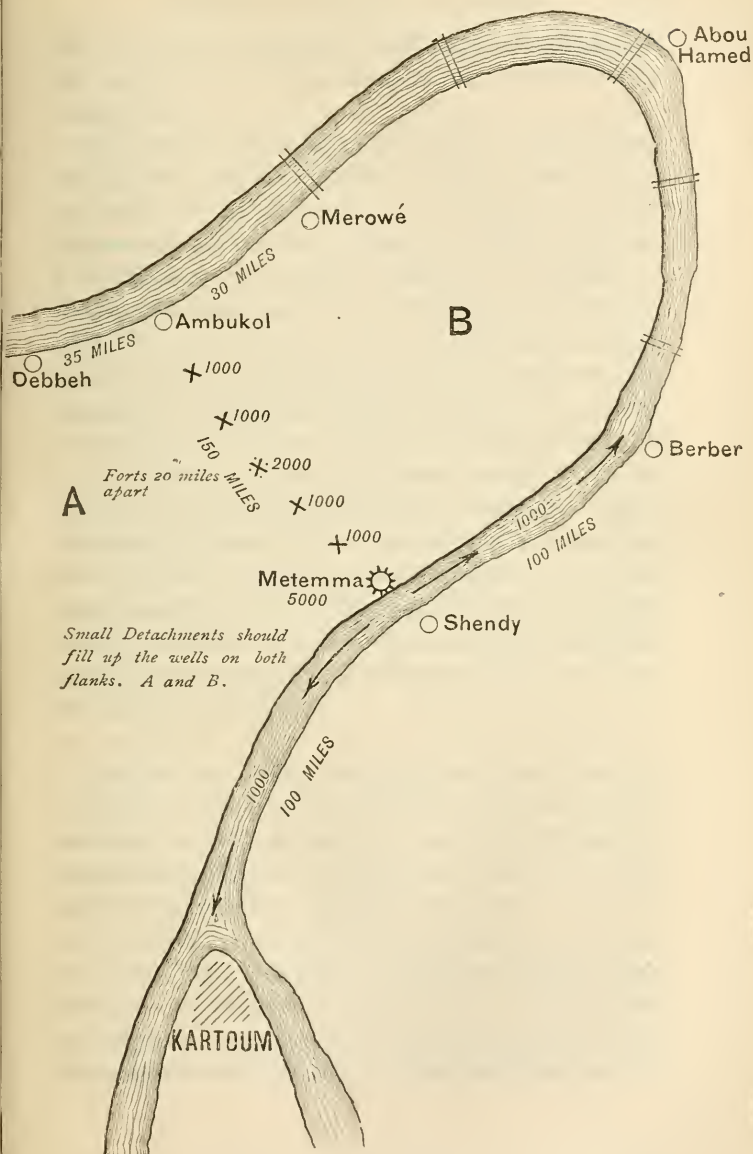 Abou
Hamed
Merowé
30 MILES
Ambukol
B
35 MILES
Debbeh
1000
1000
150 MILES
2000
Forts 20 miles
apart
A
1000
1000
Berber
1000
100 MILES
Metemma
5000
Shendy
Small Detachments should
fill up the wells on both
flanks. A and B.
1000
100 MILES
KARTOUM